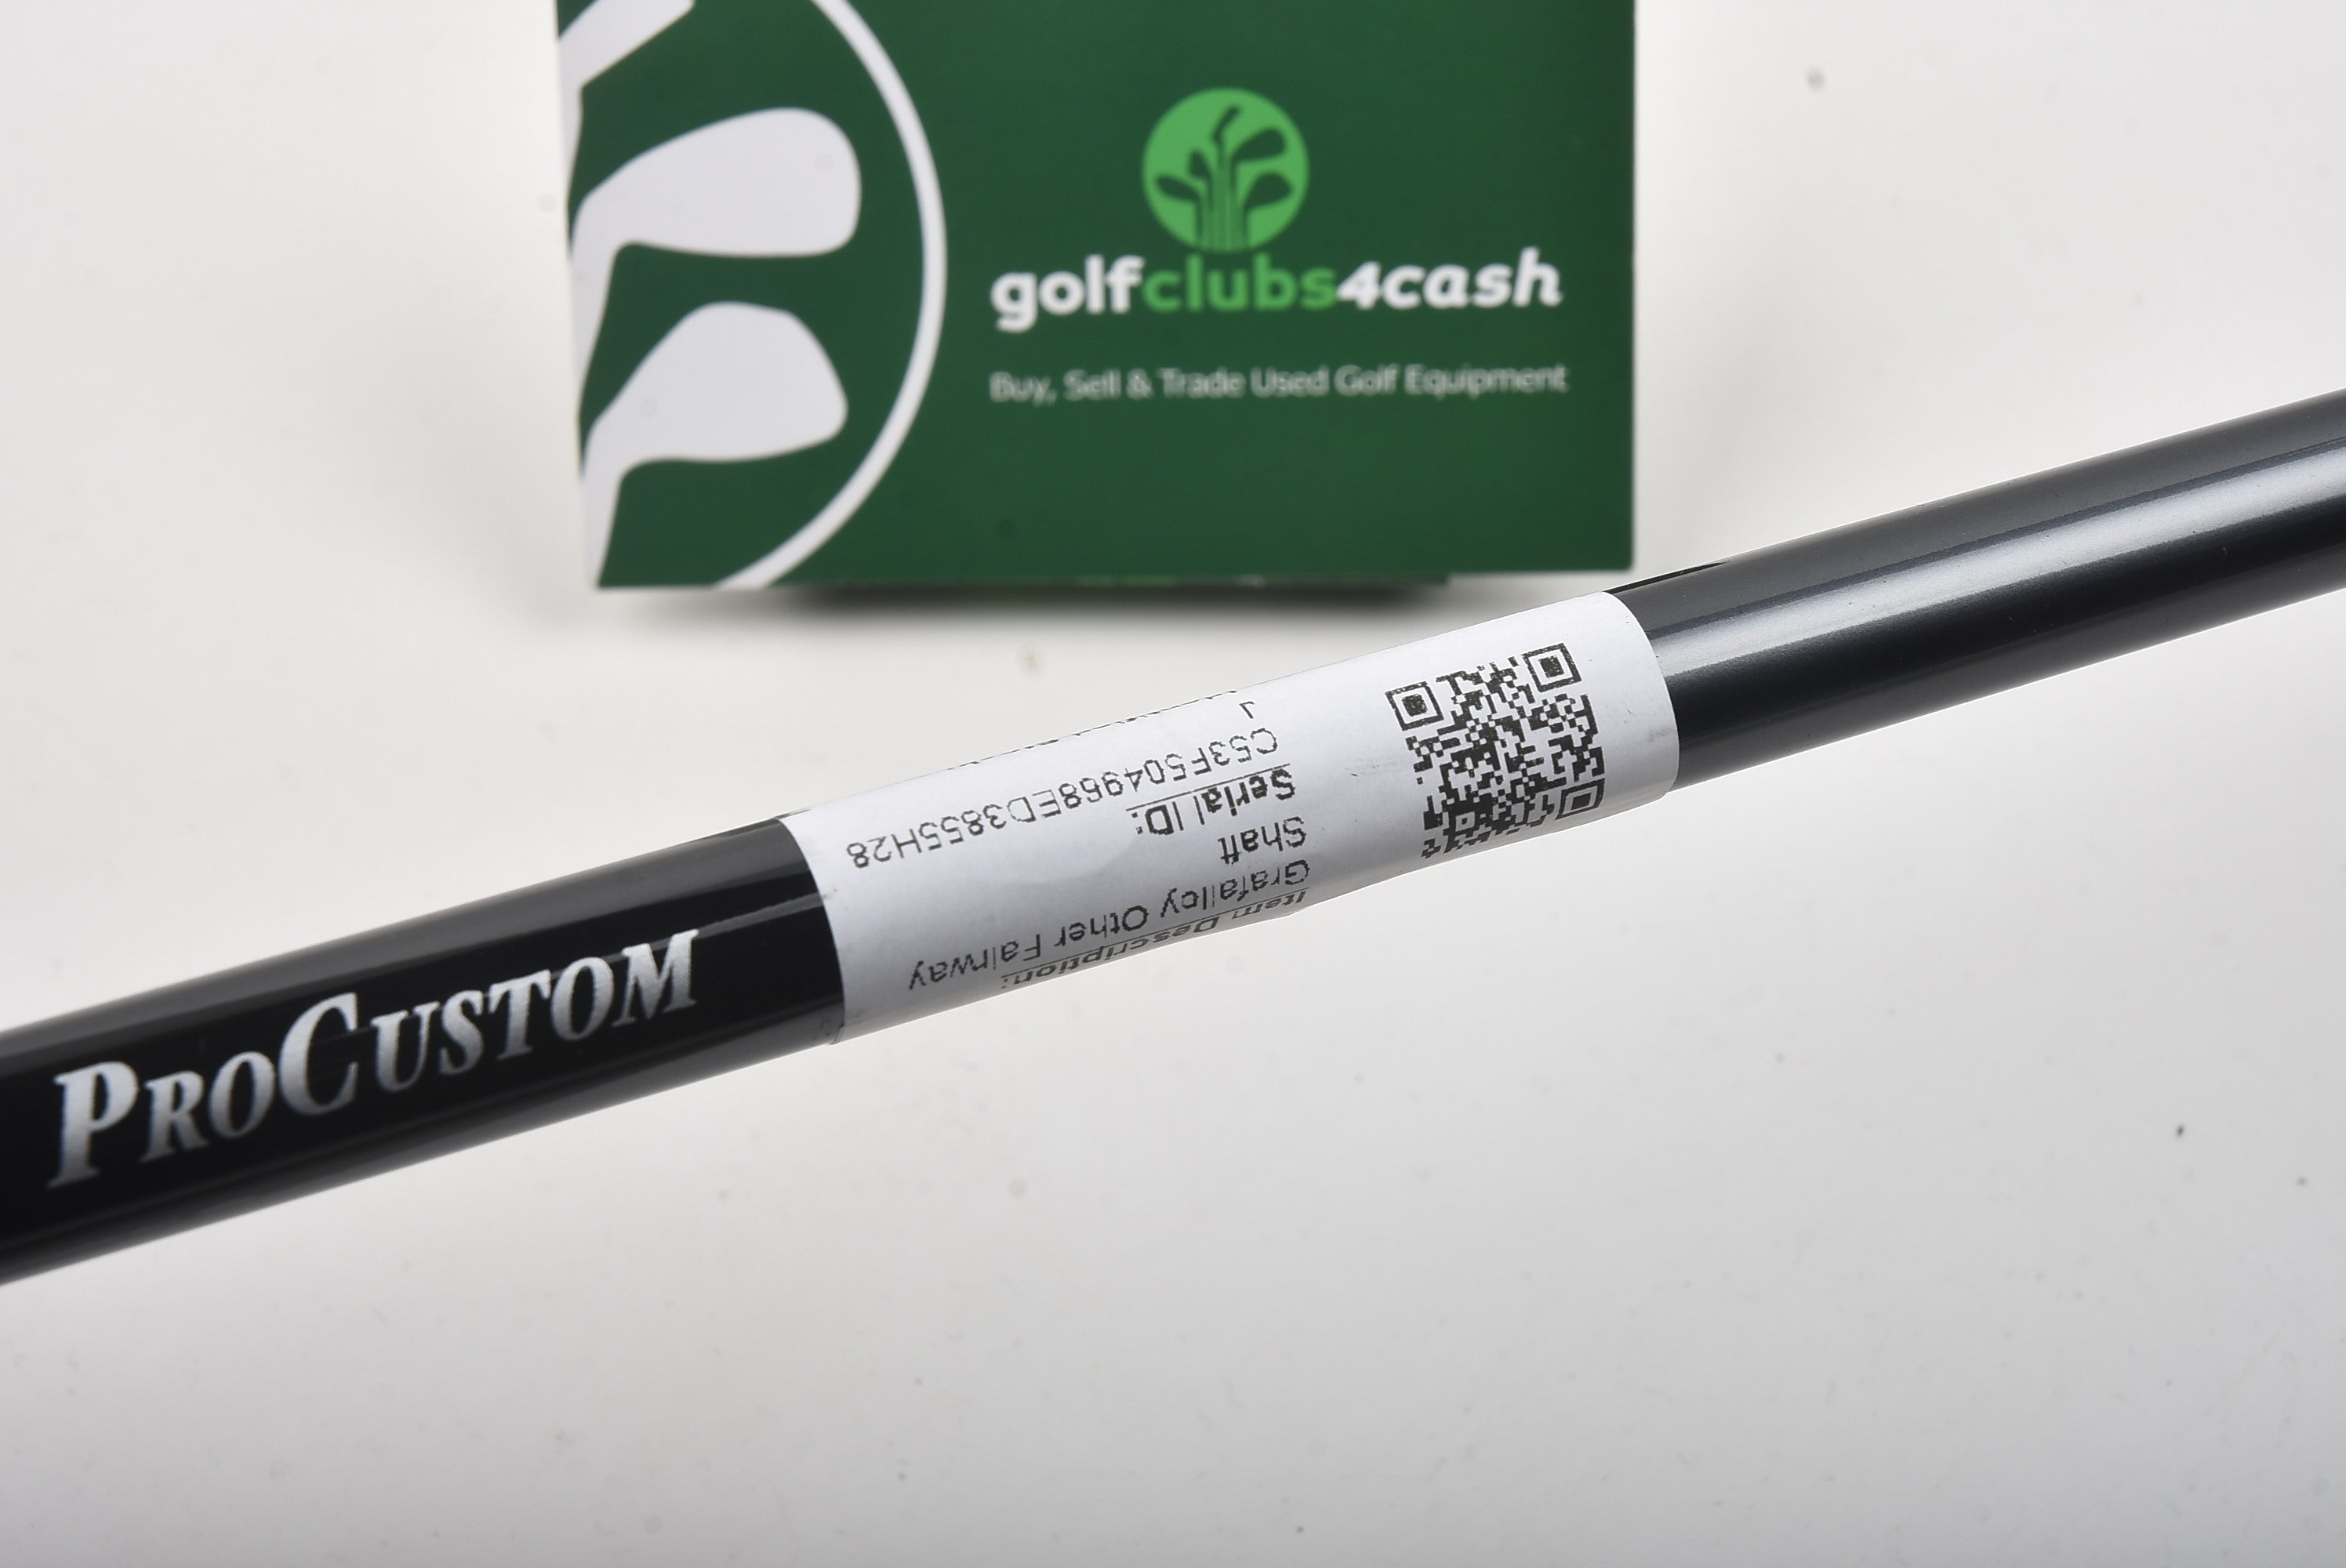 golfclubs4cash
Buy, Sell & Trade Used Golf Equipment
PROCUSTOM
Item Description:
Grafalloy Other Fairway
Shaft
Serial ID:
C53F504968ED3855H28